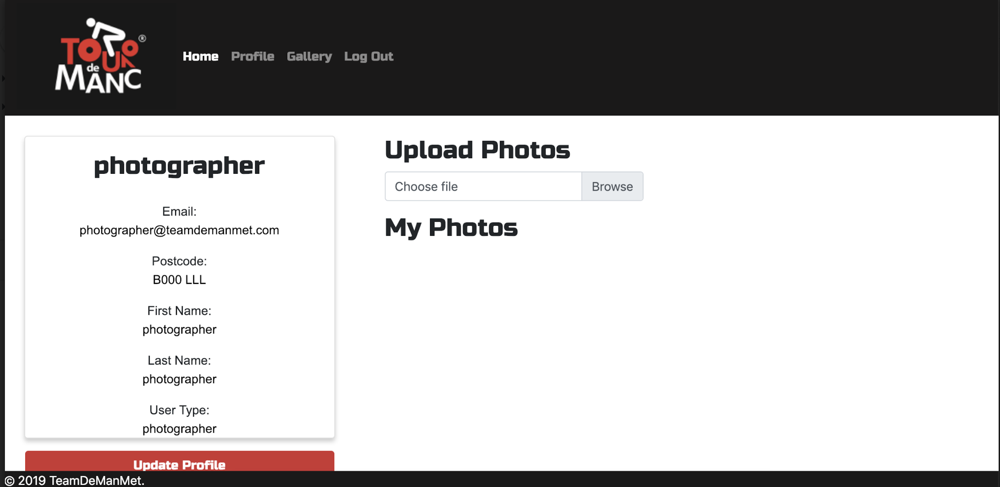 TOUR®
de
MANC
Home Profile Gallery Log Out
photographer
Email:
photographer@teamdemanmet.com
Postcode:
B000 LLL
First Name:
photographer
Last Name:
photographer
User Type:
photographer
Update Profile
Upload Photos
Choose file Browse
My Photos
© 2019 TeamDeManMet.